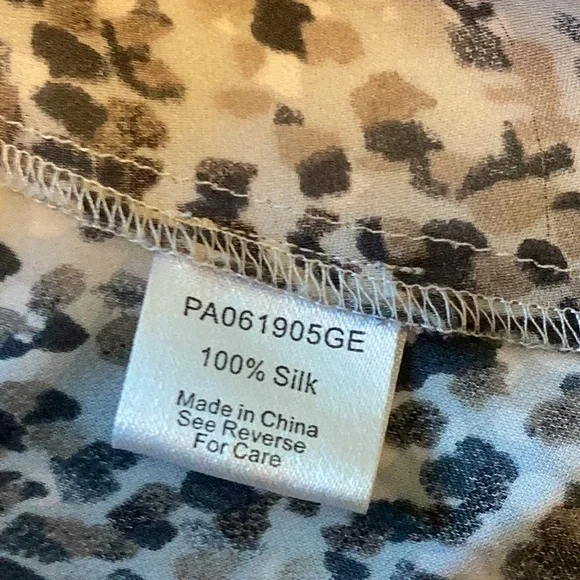 PA061905GE
100% Silk
Made in China
See Reverse
For Care